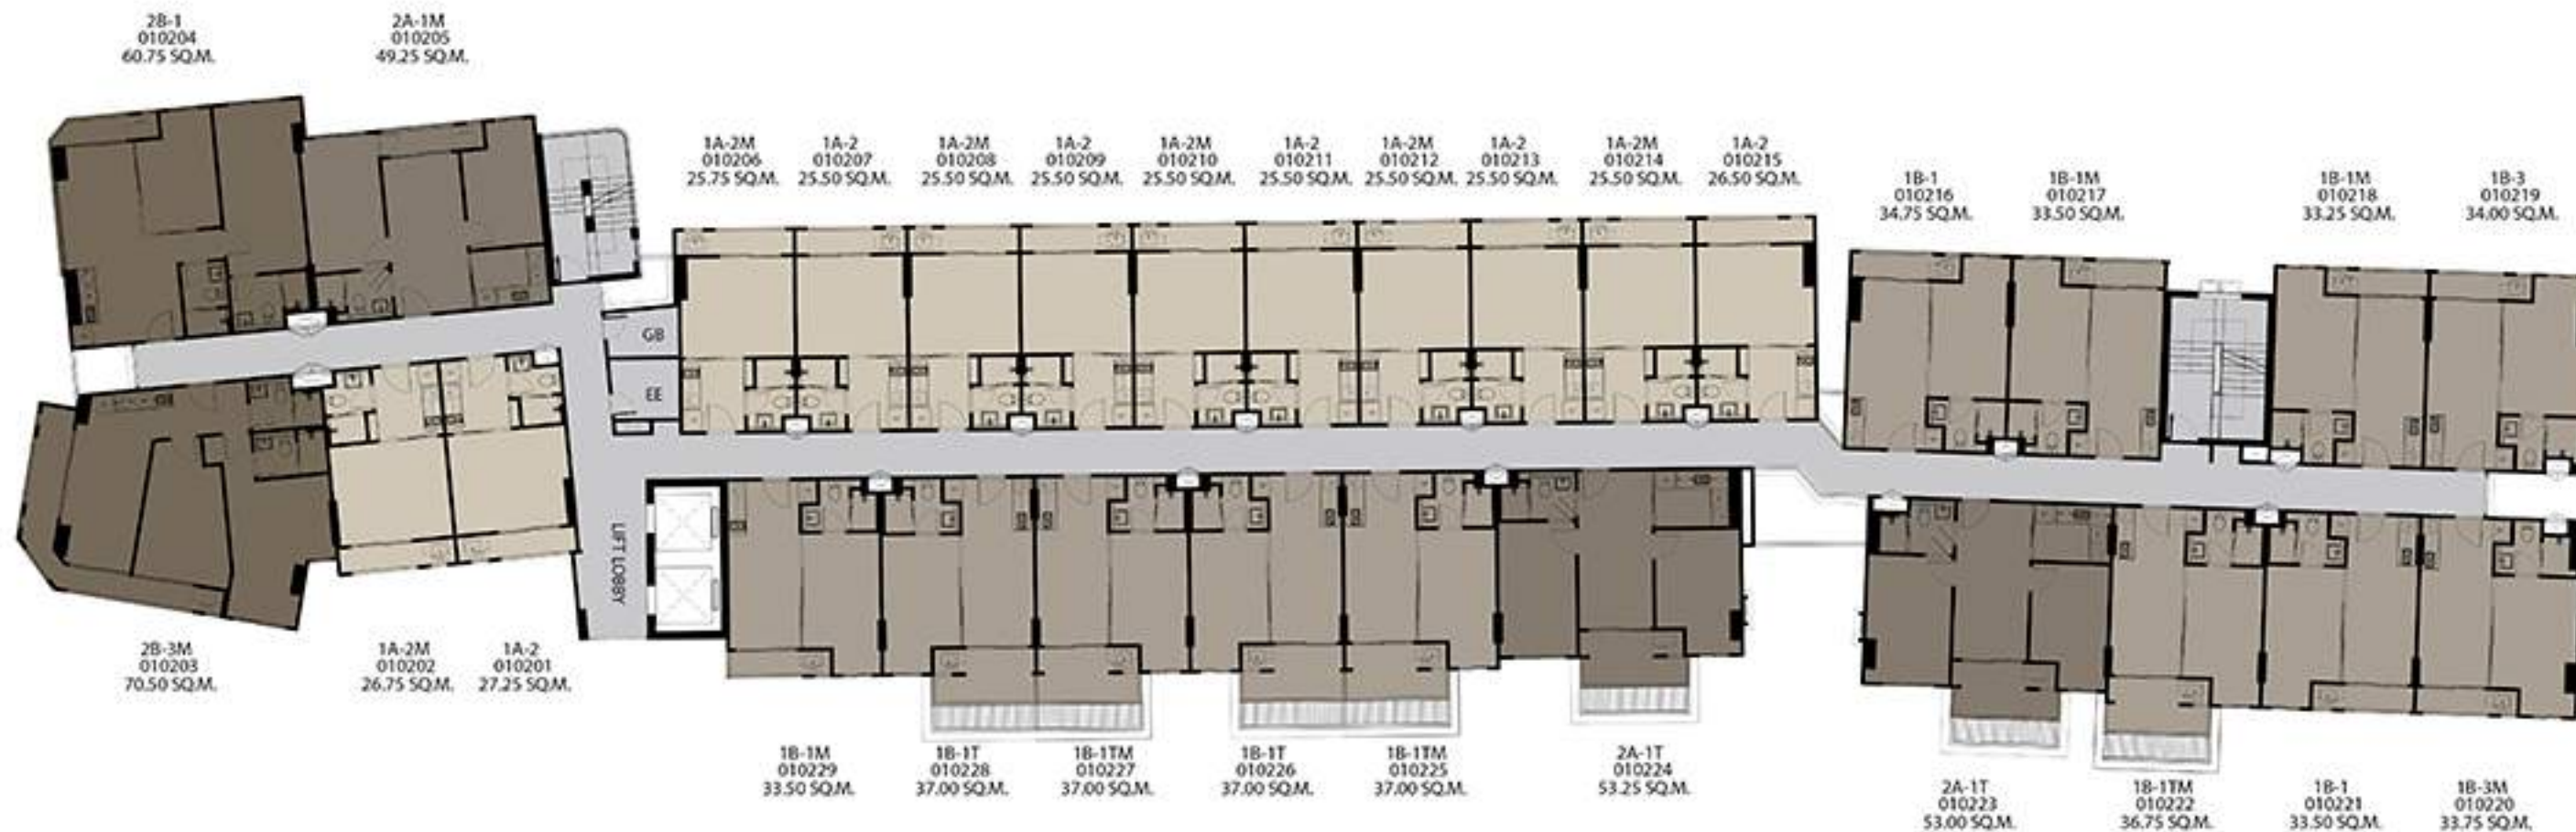 2B-1
010204
60.75 SQ.M.
2A-1M
010205
49.25 SQ.M.
1A-2M
010206
25.75 SQ.M.
1A-2
010207
25.50 SQ.M.
1A-2M
010208
25.50 SQ.M.
1A-2
010209
25.50 SQ.M.
1A-2M
010210
25.50 SQ.M.
1A-2
010211
25.50 SQ.M.
1A-2M
010212
25.50 SQ.M.
1A-2
010213
25.50 SQ.M.
1A-2M
010214
25.50 SQ.M.
1A-2
010215
26.50 SQ.M.
1B-1
010216
34.75 SQ.M.
1B-1M
010217
33.50 SQ.M.
1B-1M
010218
33.25 SQ.M.
1B-3
010219
34.00 SQ.M.
GB
EE
LIFT LOBBY
2B-3M
010203
70.50 SQ.M.
1A-2M
010202
26.75 SQ.M.
1A-2
010201
27.25 SQ.M.
1B-1M
010229
33.50 SQ.M.
1B-1T
010228
37.00 SQ.M.
1B-1TM
010227
37.00 SQ.M.
1B-1T
010226
37.00 SQ.M.
1B-1TM
010225
37.00 SQ.M.
2A-1T
010224
53.25 SQ.M.
2A-1T
010223
53.00 SQ.M.
1B-1TM
010222
36.75 SQ.M.
1B-1
010221
33.50 SQ.M.
1B-3M
010220
33.75 SQ.M.